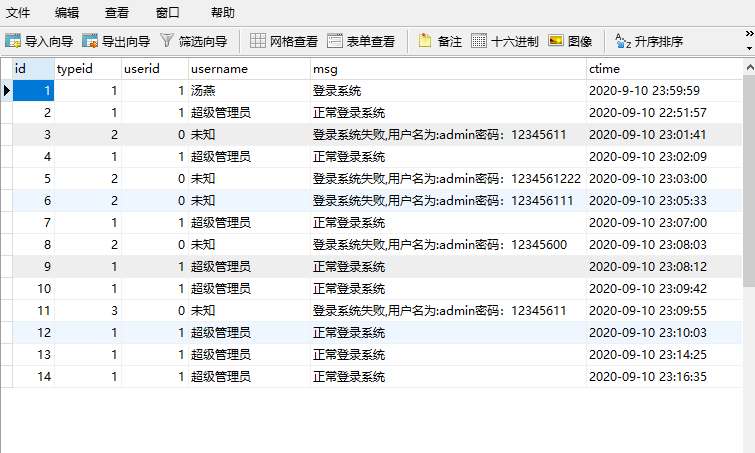 文件 编辑 查看 窗口 帮助
导入向导 导出向导 筛选向导 网格查看 表单查看 备注 十六进制 图像 升序排序
id typeid userid username msg ctime
1 1 1 汤燕 登录系统 2020-9-10 23:59:59
2 1 1 超级管理员 正常登录系统 2020-09-10 22:51:57
3 2 0 未知 登录系统失败,用户名为:admin密码：12345611 2020-09-10 23:01:41
4 1 1 超级管理员 正常登录系统 2020-09-10 23:02:09
5 2 0 未知 登录系统失败,用户名为:admin密码：1234561222 2020-09-10 23:03:00
6 2 0 未知 登录系统失败,用户名为:admin密码：123456111 2020-09-10 23:05:33
7 1 1 超级管理员 正常登录系统 2020-09-10 23:07:00
8 2 0 未知 登录系统失败,用户名为:admin密码：12345600 2020-09-10 23:08:03
9 1 1 超级管理员 正常登录系统 2020-09-10 23:08:12
10 1 1 超级管理员 正常登录系统 2020-09-10 23:09:42
11 3 0 未知 登录系统失败,用户名为:admin密码：12345611 2020-09-10 23:09:55
12 1 1 超级管理员 正常登录系统 2020-09-10 23:10:03
13 1 1 超级管理员 正常登录系统 2020-09-10 23:14:25
14 1 1 超级管理员 正常登录系统 2020-09-10 23:16:35